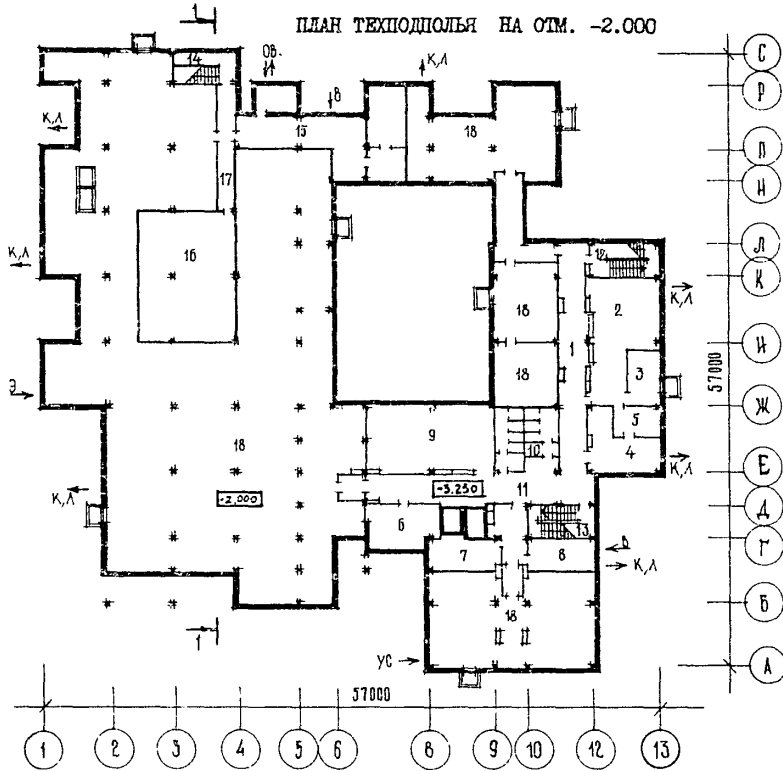 ПЛАН ТЕХПОДПОЛЬЯ НА ОТМ. -2.000
1
ОВ.
К,Л
С
14
В
Р
К,Л
15
18
П
17
Н
16
К,Л
12
Л
К
К,Л
2
18
1
И
57000
3
18
Э
Ж
5
18
9
10
4
Е
К,Л
К,Л
-2,000
-3.250
11
Д
6
13
Г
7
8
В
К,Л
18
Б
1
УС
А
57000
1 2 3 4 5 6 8 9 10 12 13